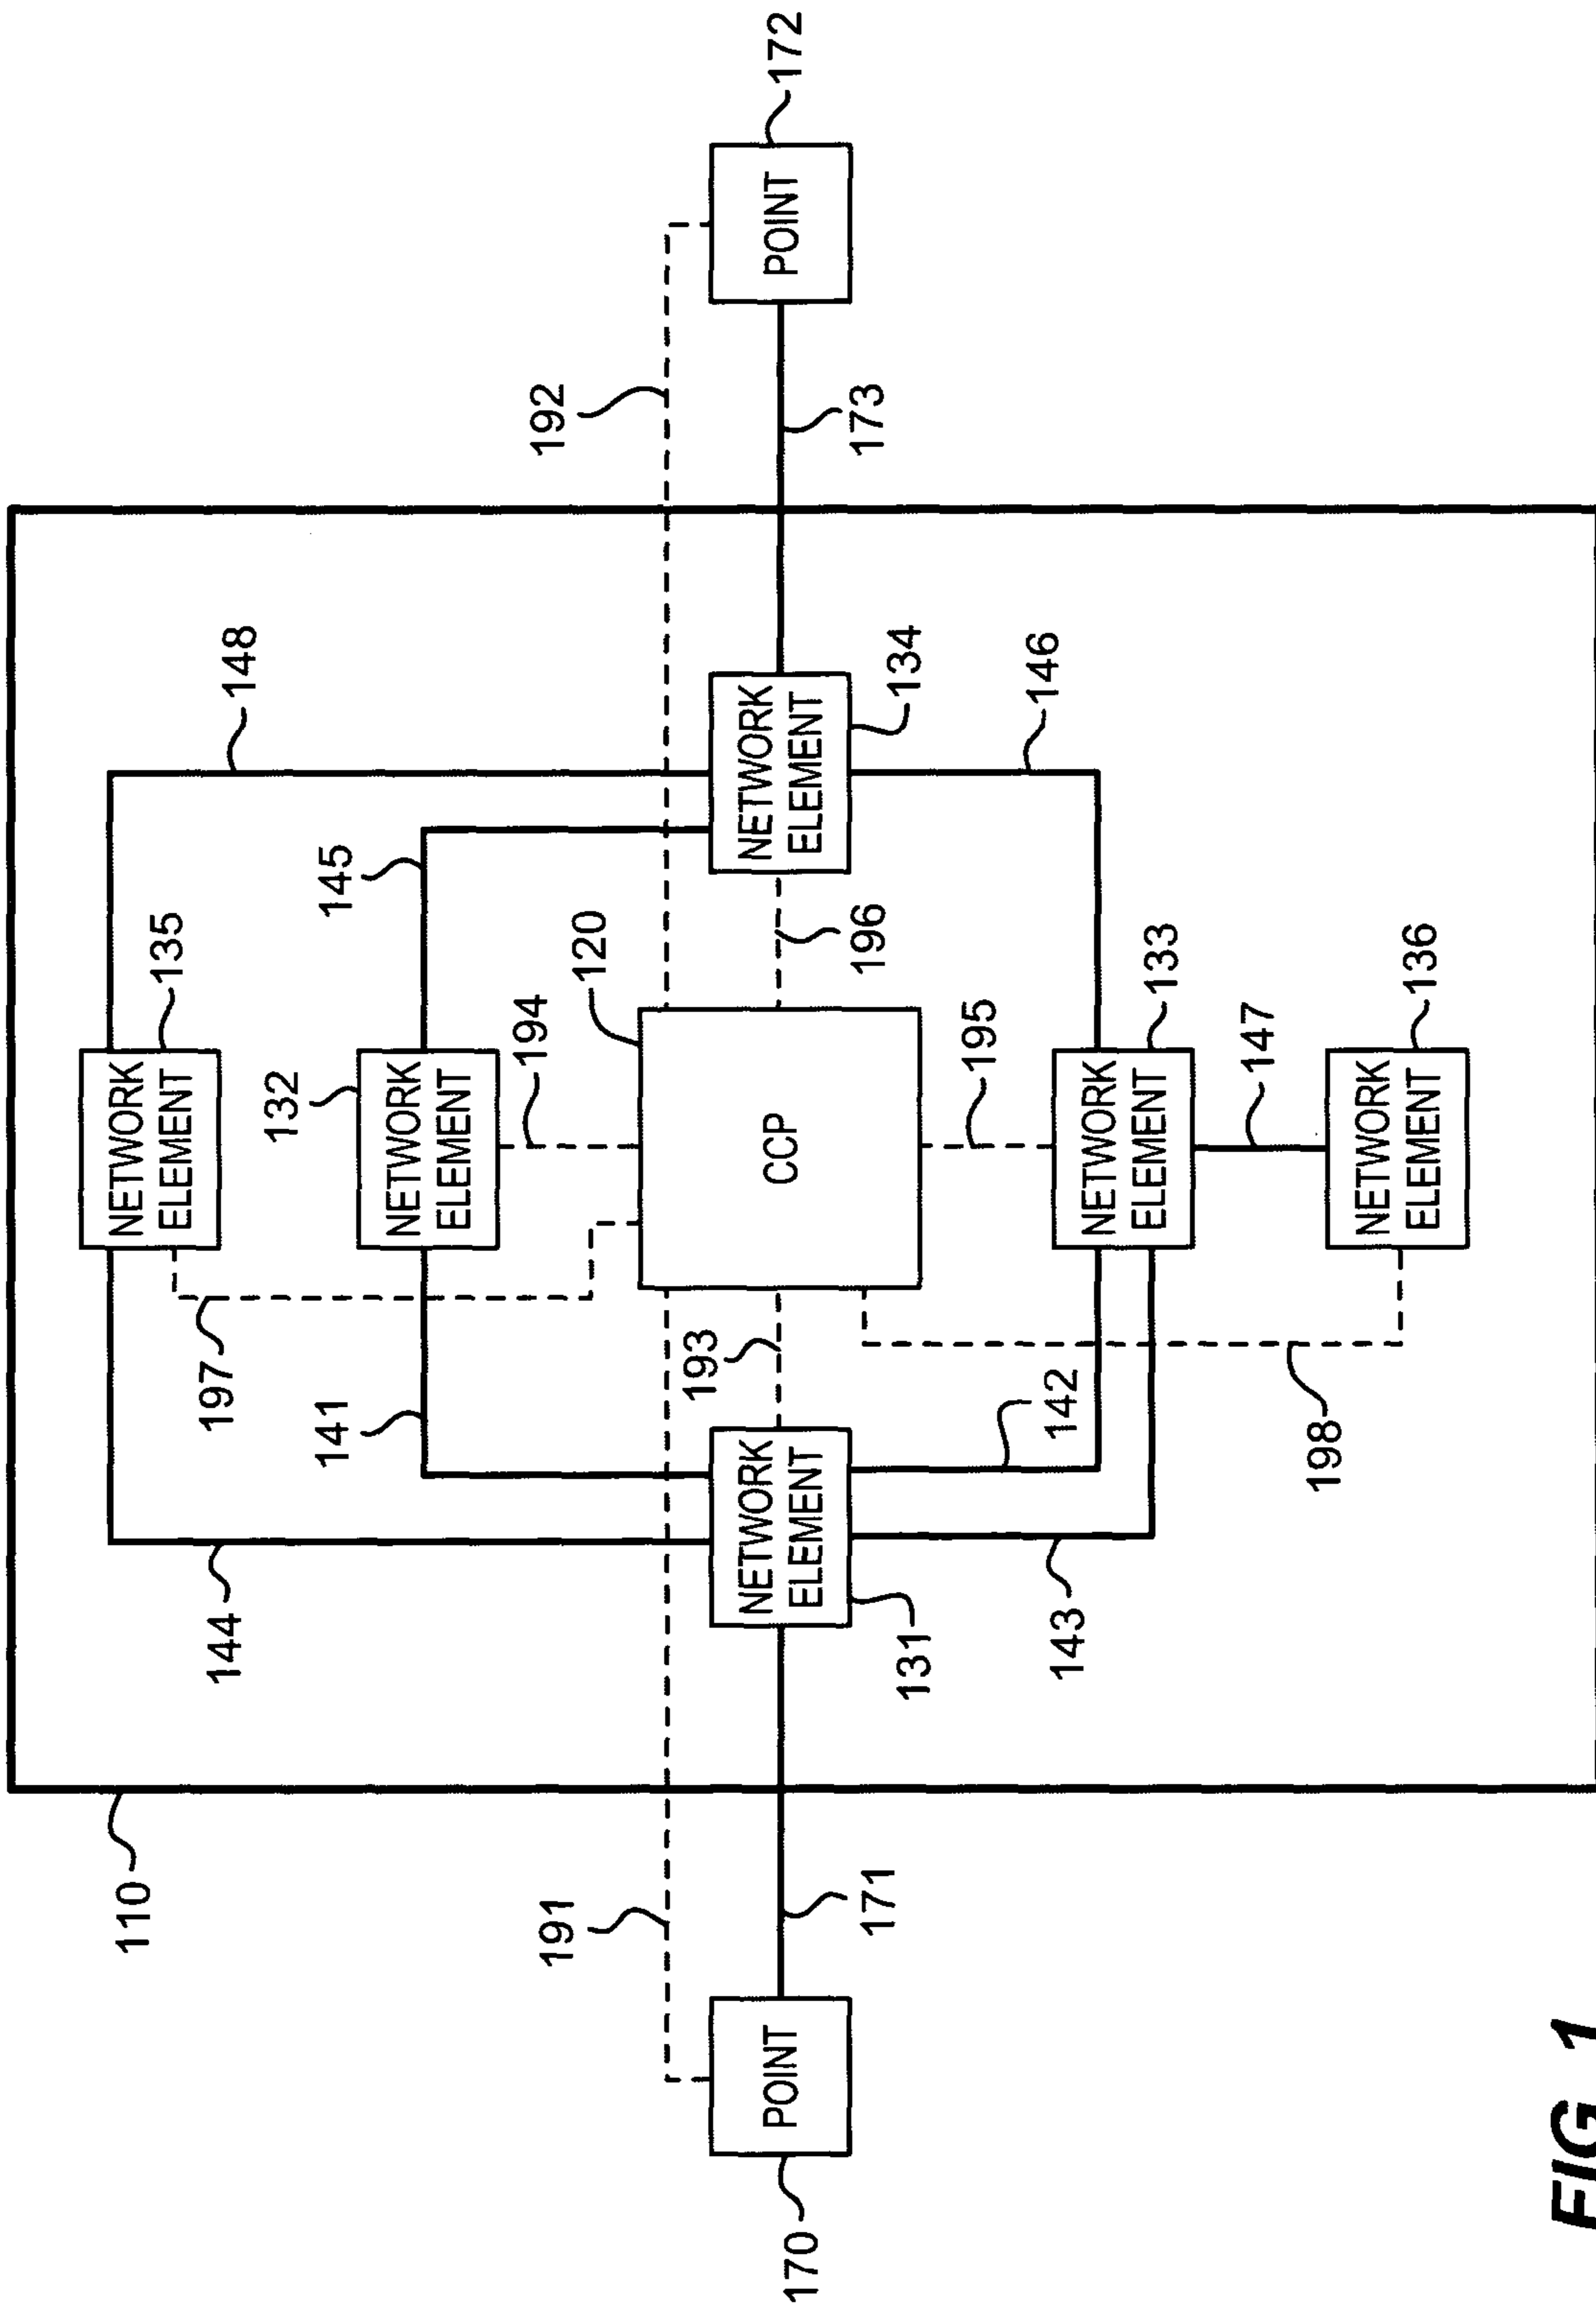 110
144
148
NETWORK
ELEMENT
135
197
141
145
132
NETWORK
ELEMENT
194
120
191
192
170
POINT
171
NETWORK
ELEMENT
131
193
CCP
196
NETWORK
ELEMENT
134
173
POINT
172
143
142
195
146
NETWORK
ELEMENT
133
147
198
NETWORK
ELEMENT
136
FIG. 1